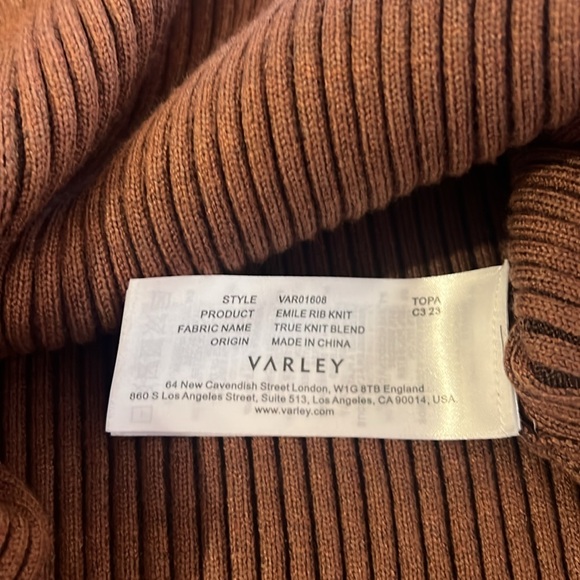 STYLE VAR01608 TOPA
PRODUCT EMILE RIB KNIT C3 23
FABRIC NAME TRUE KNIT BLEND
ORIGIN MADE IN CHINA
VARLEY
64 New Cavendish Street London, W1G 8TB England
860 S Los Angeles Street, Suite 513, Los Angeles, CA 90014, USA
www.varley.com